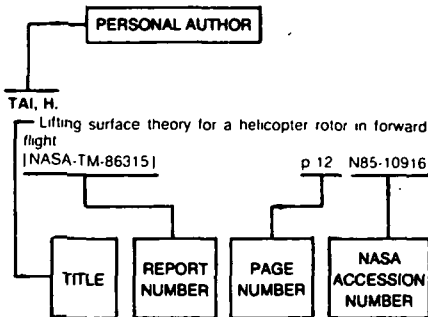 PERSONAL AUTHOR
TAI, H.
Lifting surface theory for a helicopter rotor in forward
flight
|NASA-TM-86315| p 12 N85-10916
TITLE
REPORT
NUMBER
PAGE
NUMBER
NASA
ACCESSION
NUMBER